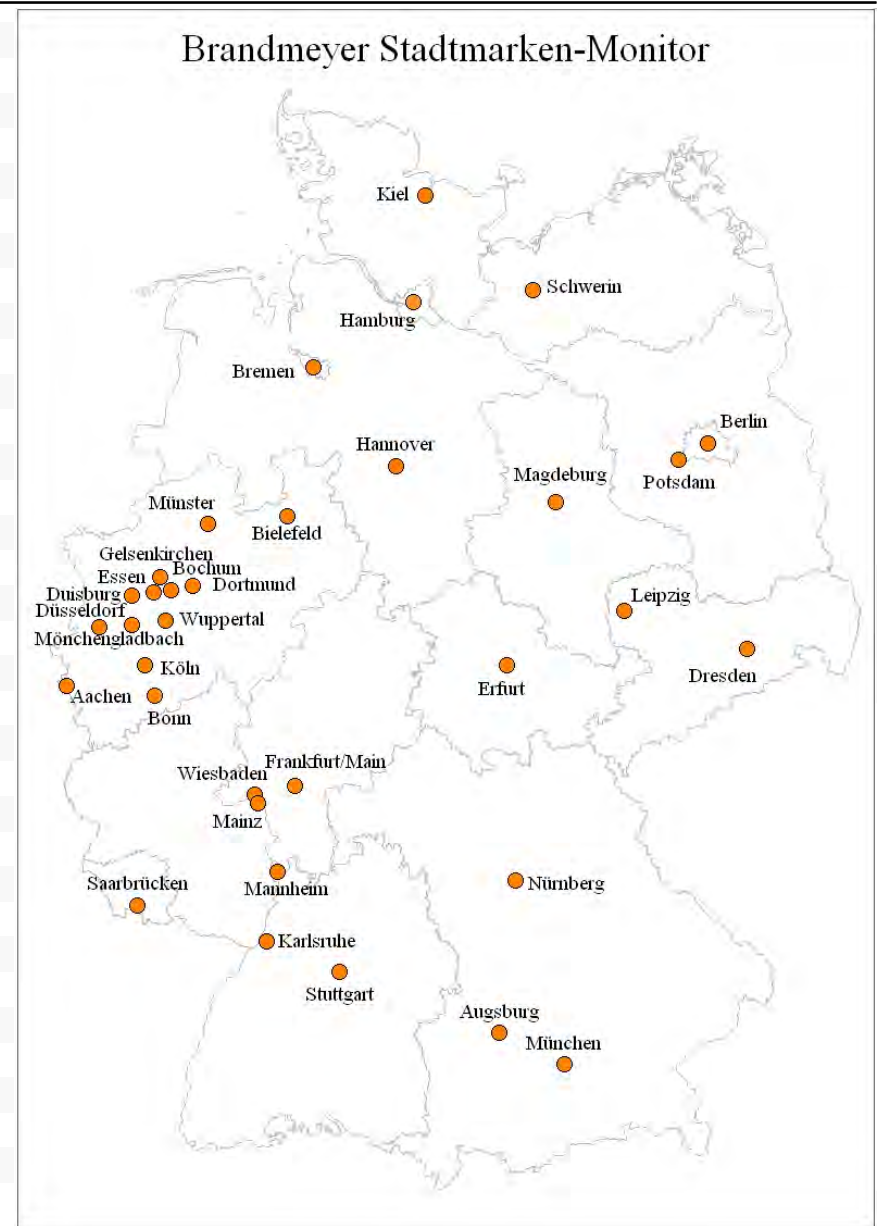 Brandmeyer Stadtmarken-Monitor
Kiel
Schwerin
Hamburg
Bremen
Berlin
Hannover
Magdeburg
Potsdam
Münster
Bielefeld
Gelsenkirchen
Bochum
Essen
Dortmund
Duisburg
Leipzig
Düsseldorf
Wuppertal
Mönchengladbach
Köln
Dresden
Erfurt
Aachen
Bonn
Frankfurt/Main
Wiesbaden
Mainz
Saarbrücken
Mannheim
Nürnberg
Karlsruhe
Stuttgart
Augsburg
München